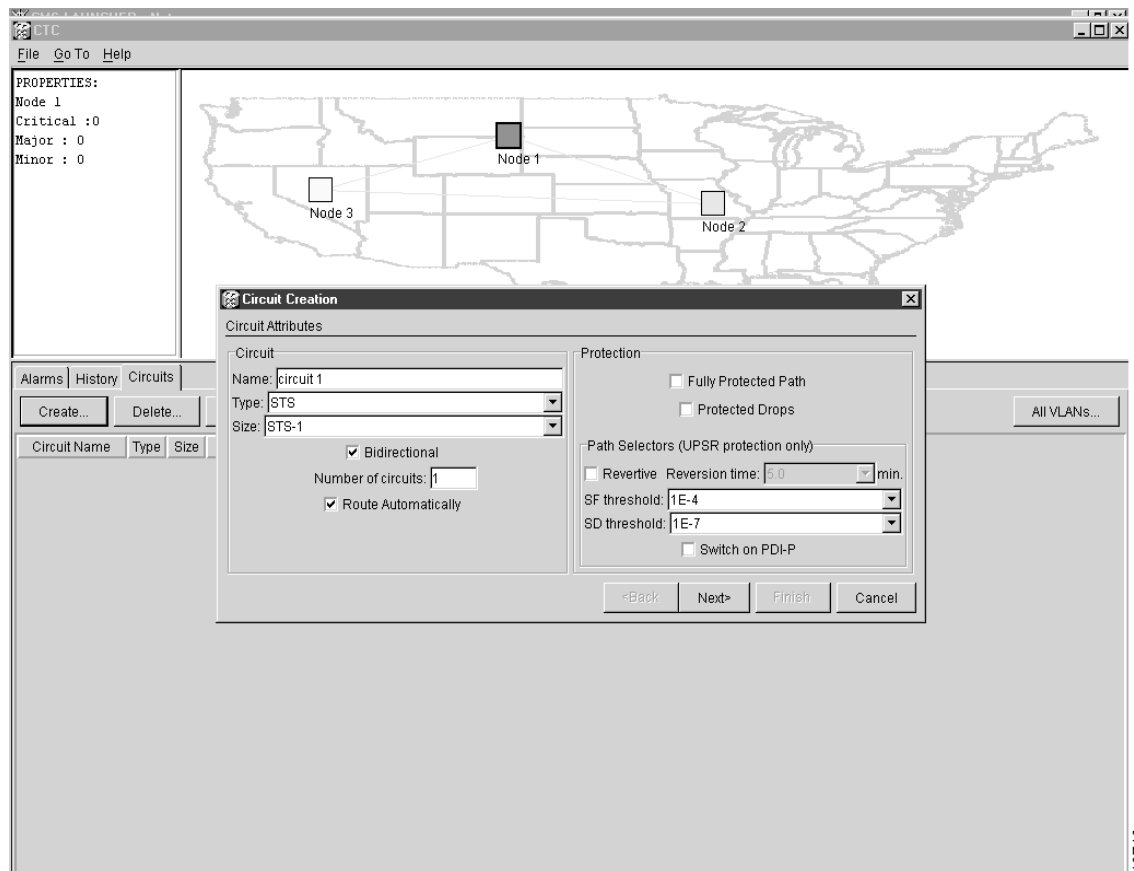 CTC
File Go To Help
PROPERTIES:
Node 1
Critical :0
Major : 0
Minor : 0
Node 1
Node 3
Node 2
Circuit Creation
Circuit Attributes
Circuit
Name: circuit 1
Type: STS
Size: STS-1
Bidirectional
Number of circuits: 1
Route Automatically
Protection
Fully Protected Path
Protected Drops
Path Selectors (UPSR protection only)
Revertive Reversion time: 5.0 min.
SF threshold: 1E-4
SD threshold: 1E-7
Switch on PDI-P
<Back Next> Finish Cancel
Alarms History Circuits
Create... Delete... All VLANs...
Circuit Name Type Size